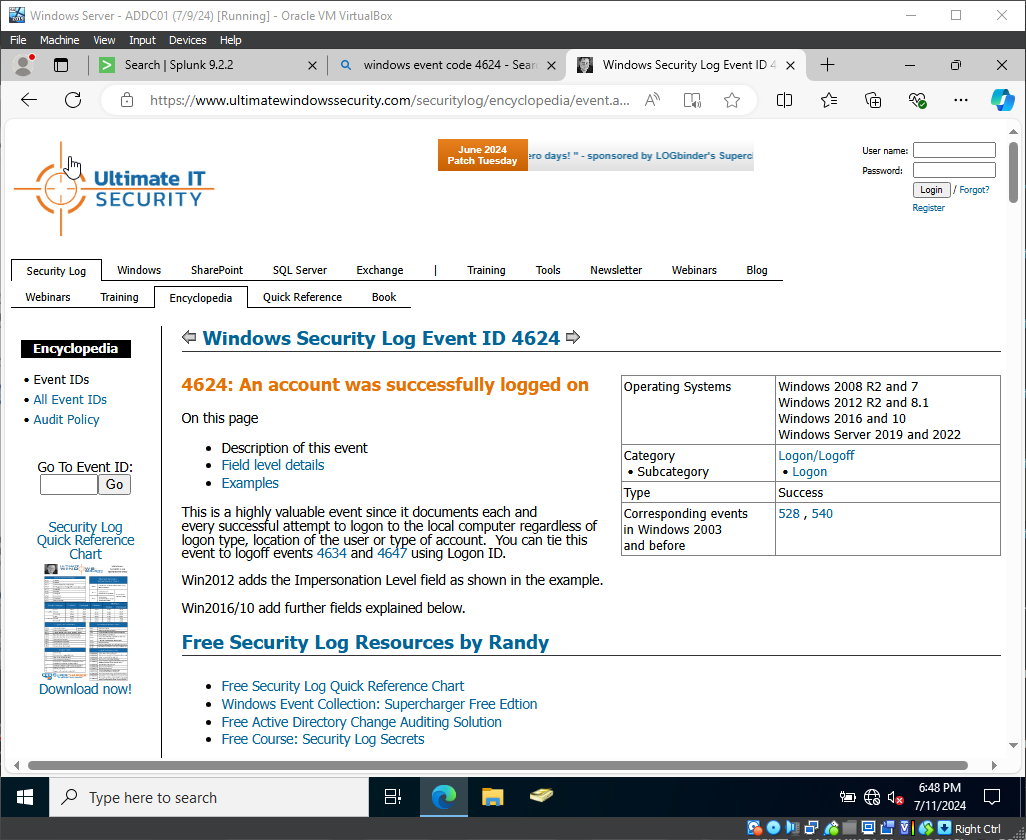 Windows Server - ADDC01 (7/9/24) [Running] - Oracle VM VirtualBox
File Machine View Input Devices Help
Search | Splunk 9.2.2
windows event code 4624 - Sear
Windows Security Log Event ID 4
https://www.ultimatewindowssecurity.com/securitylog/encyclopedia/event.a...
Ultimate IT
SECURITY
June 2024
Patch Tuesday
ero days! " - sponsored by LOGbinder's Superc
User name:
Password:
Login / Forgot?
Register
Security Log Windows SharePoint SQL Server Exchange | Training Tools Newsletter Webinars Blog
Webinars Training Encyclopedia Quick Reference Book
Encyclopedia
• Event IDs
• All Event IDs
• Audit Policy
Go To Event ID:
Go
Security Log
Quick Reference
Chart
Download now!
Windows Security Log Event ID 4624
4624: An account was successfully logged on
On this page
• Description of this event
• Field level details
• Examples
This is a highly valuable event since it documents each and
every successful attempt to logon to the local computer regardless of
logon type, location of the user or type of account.  You can tie this
event to logoff events 4634 and 4647 using Logon ID.
Win2012 adds the Impersonation Level field as shown in the example.
Win2016/10 add further fields explained below.
Operating Systems
Windows 2008 R2 and 7
Windows 2012 R2 and 8.1
Windows 2016 and 10
Windows Server 2019 and 2022
Category
• Subcategory
Logon/Logoff
• Logon
Type
Success
Corresponding events
in Windows 2003
and before
528 , 540
Free Security Log Resources by Randy
• Free Security Log Quick Reference Chart
• Windows Event Collection: Supercharger Free Edtion
• Free Active Directory Change Auditing Solution
• Free Course: Security Log Secrets
Type here to search
6:48 PM
7/11/2024
Right Ctrl